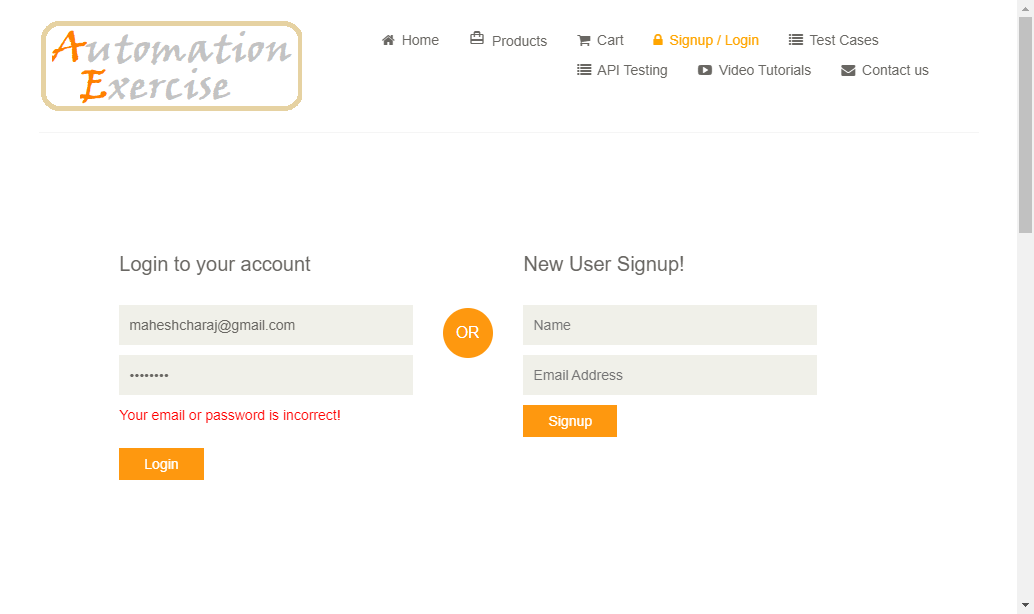 Automation
Exercise
Home Products Cart Signup / Login Test Cases
API Testing Video Tutorials Contact us
Login to your account
maheshcharaj@gmail.com
••••••••
Your email or password is incorrect!
Login
OR
New User Signup!
Name
Email Address
Signup